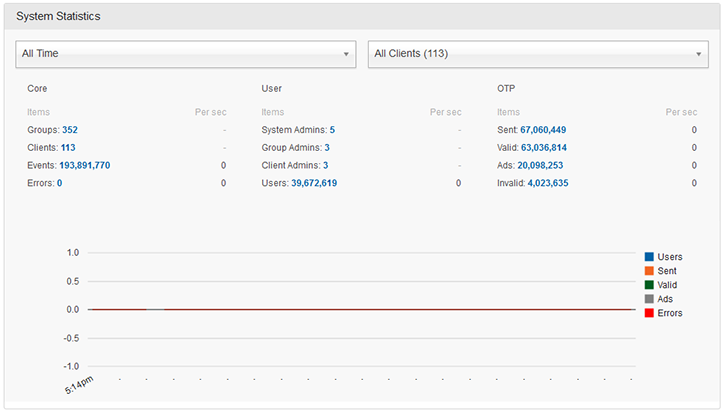 System Statistics
All Time
All Clients (113)
Core
User
OTP
Items Per sec
Items Per sec
Items Per sec
Groups: 352 -
System Admins: 5 -
Sent: 67,060,449 0
Clients: 113 -
Group Admins: 3 -
Valid: 63,036,814 0
Events: 193,891,770 0
Client Admins: 3 -
Ads: 20,098,253 0
Errors: 0 0
Users: 39,672,619 0
Invalid: 4,023,635 0
1.0
0.5
0.0
-0.5
-1.0
5:14pm - - - - - - - - - - - - - - - - - - - -
Users
Sent
Valid
Ads
Errors